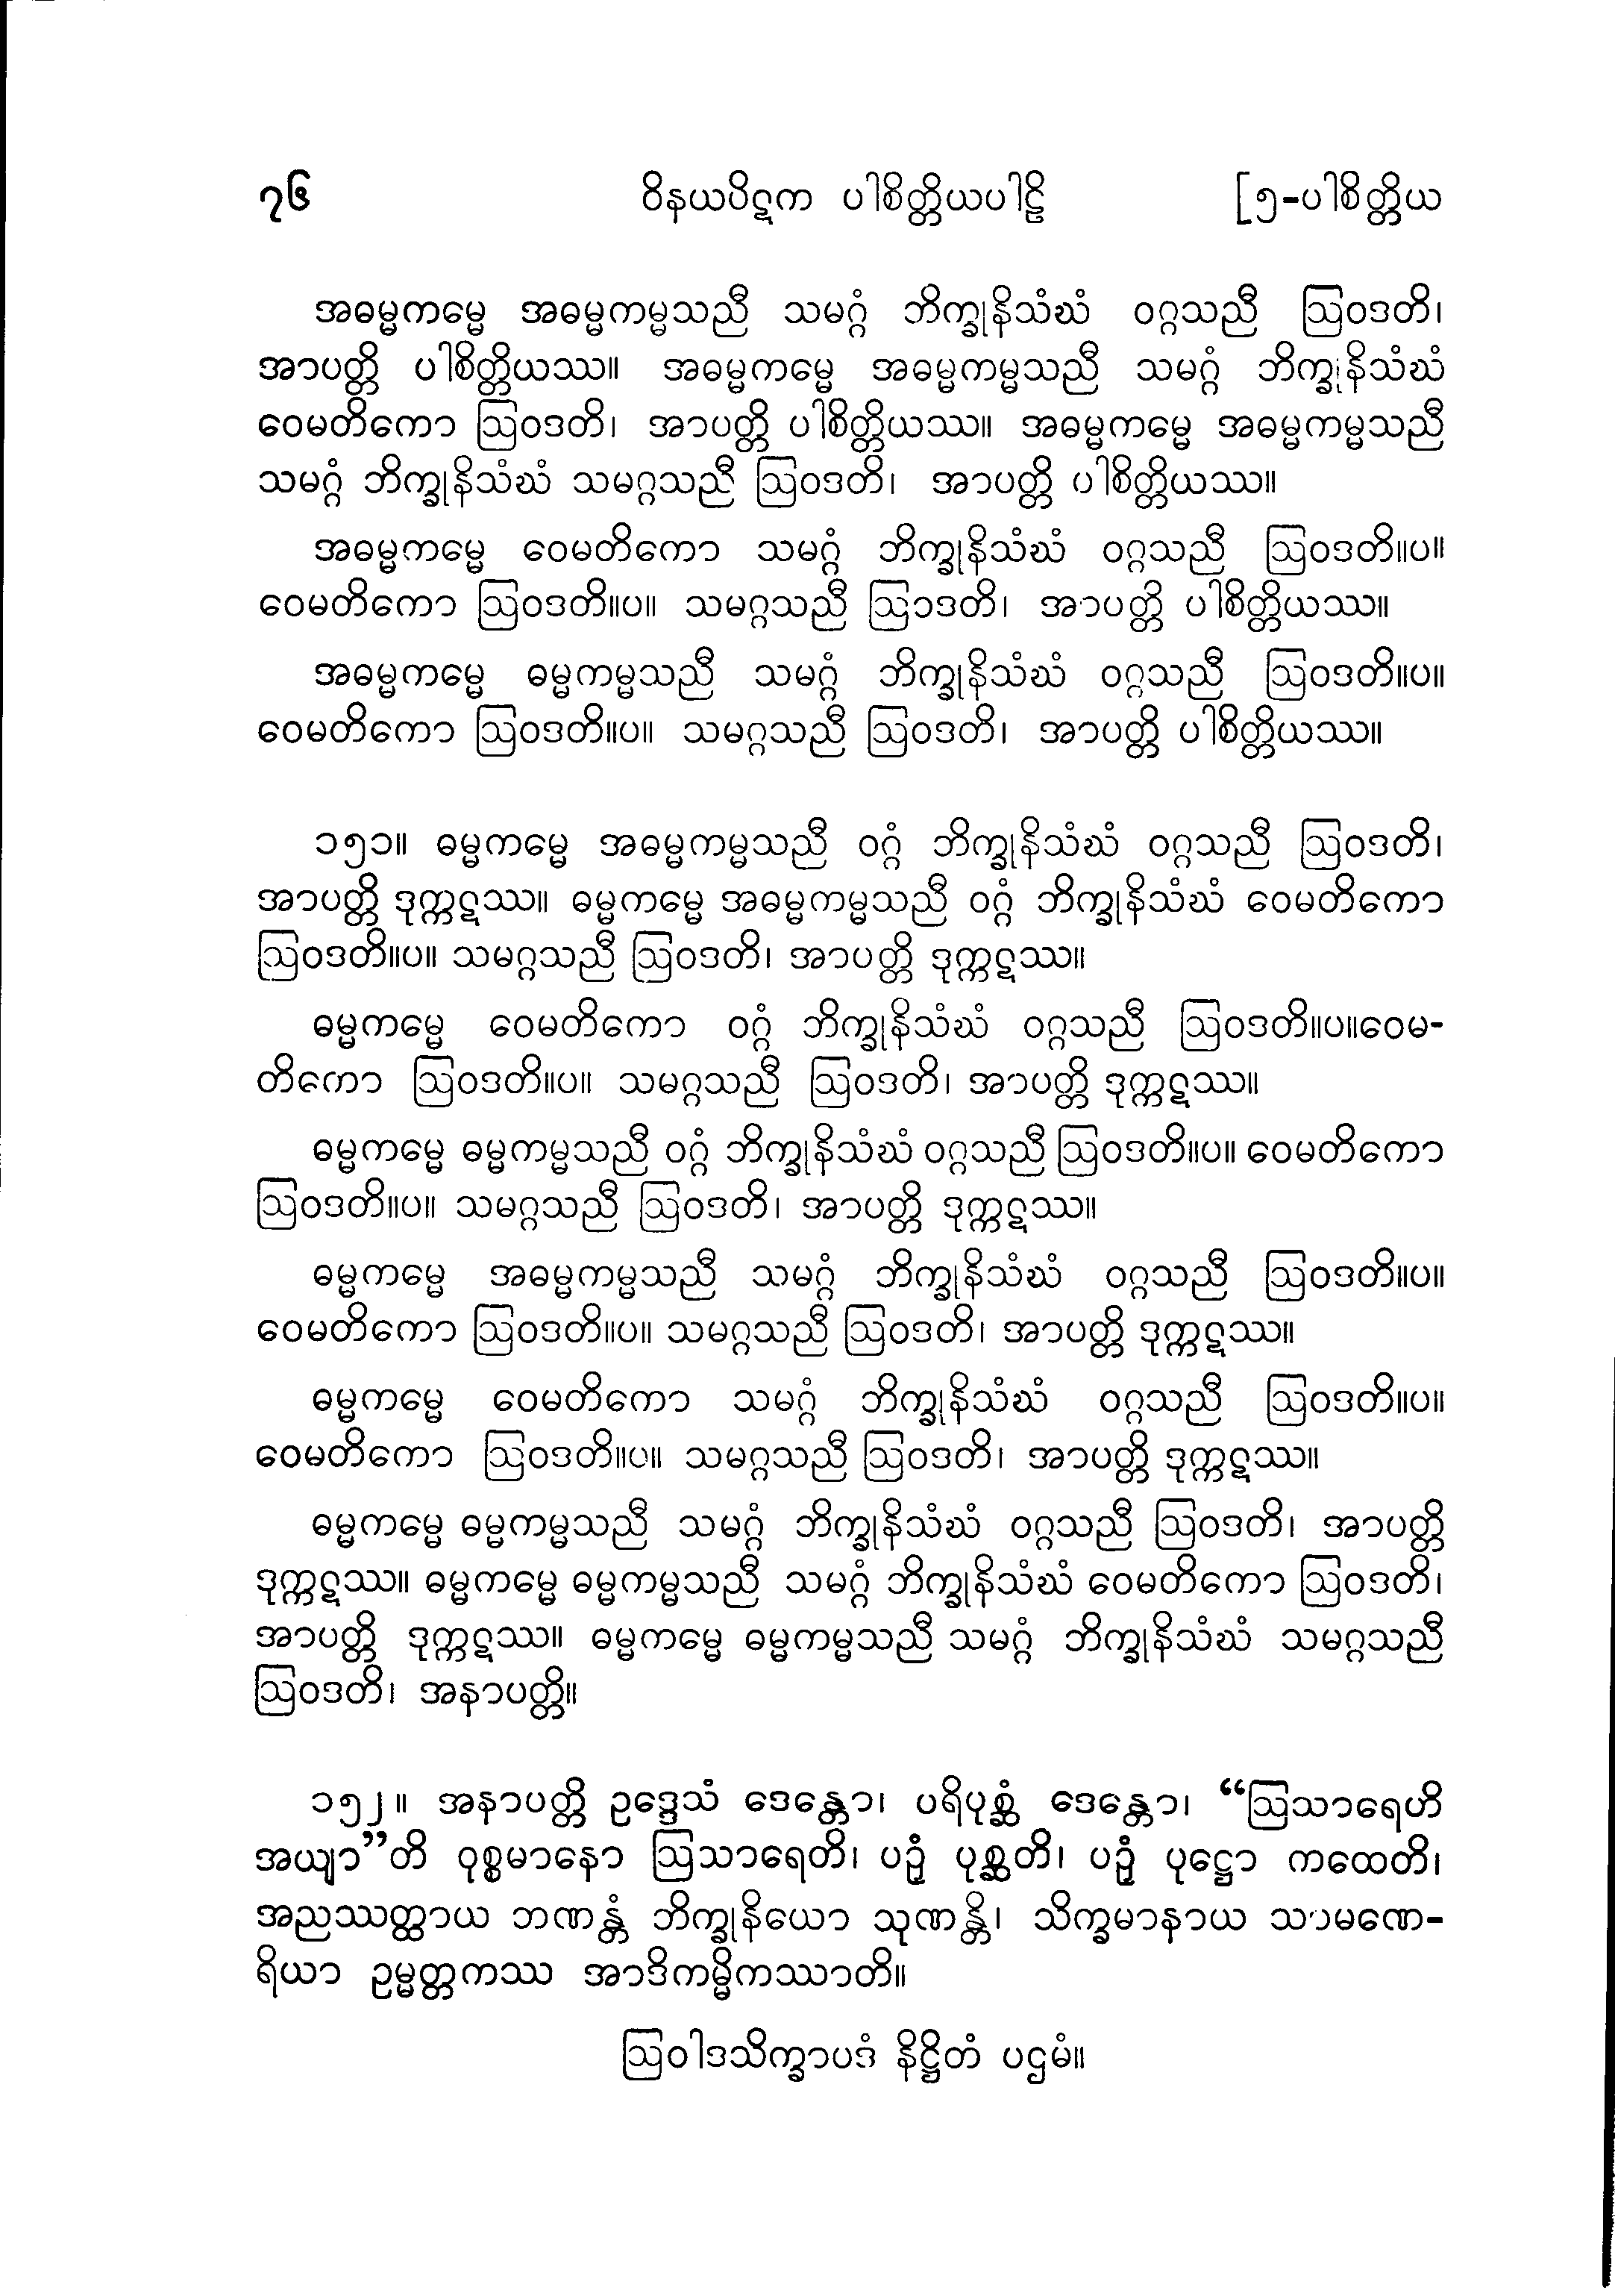 ၇၆ ဝိနယပိဋက ပါစိတ္တိယပါဠိ [၅-ပါစိတ္တိယ
အဓမ္မကမ္မေ အဓမ္မကမ္မသညီ သမဂ္ဂံ ဘိက္ခုနိသံဃံ ဝဂ္ဂသညီ ဩဝဒတိ၊
အာပတ္တိ ပါစိတ္တိယဿ။ အဓမ္မကမ္မေ အဓမ္မကမ္မသညီ သမဂ္ဂံ ဘိက္ခုနိသံဃံ
ဝေမတိကော ဩဝဒတိ၊ အာပတ္တိ ပါစိတ္တိယဿ။ အဓမ္မကမ္မေ အဓမ္မကမ္မသညီ
သမဂ္ဂံ ဘိက္ခုနိသံဃံ သမဂ္ဂသညီ ဩဝဒတိ၊ အာပတ္တိ ပါစိတ္တိယဿ။
အဓမ္မကမ္မေ ဝေမတိကော သမဂ္ဂံ ဘိက္ခုနိသံဃံ ဝဂ္ဂသညီ ဩဝဒတိ။ပ။
ဝေမတိကော ဩဝဒတိ။ပ။ သမဂ္ဂသညီ ဩဝဒတိ၊ အာပတ္တိ ပါစိတ္တိယဿ။
အဓမ္မကမ္မေ ဓမ္မကမ္မသညီ သမဂ္ဂံ ဘိက္ခုနိသံဃံ ဝဂ္ဂသညီ ဩဝဒတိ။ပ။
ဝေမတိကော ဩဝဒတိ။ပ။ သမဂ္ဂသညီ ဩဝဒတိ၊ အာပတ္တိ ပါစိတ္တိယဿ။
၁၅၁။ ဓမ္မကမ္မေ အဓမ္မကမ္မသညီ ဝဂ္ဂံ ဘိက္ခုနိသံဃံ ဝဂ္ဂသညီ ဩဝဒတိ၊
အာပတ္တိ ဒုက္ကဋဿ။ ဓမ္မကမ္မေ အဓမ္မကမ္မသညီ ဝဂ္ဂံ ဘိက္ခုနိသံဃံ ဝေမတိကော
ဩဝဒတိ။ပ။ သမဂ္ဂသညီ ဩဝဒတိ၊ အာပတ္တိ ဒုက္ကဋဿ။
ဓမ္မကမ္မေ ဝေမတိကော ဝဂ္ဂံ ဘိက္ခုနိသံဃံ ဝဂ္ဂသညီ ဩဝဒတိ။ပ။ဝေမ-
တိကော ဩဝဒတိ။ပ။ သမဂ္ဂသညီ ဩဝဒတိ၊ အာပတ္တိ ဒုက္ကဋဿ။
ဓမ္မကမ္မေ ဓမ္မကမ္မသညီ ဝဂ္ဂံ ဘိက္ခုနိသံဃံ ဝဂ္ဂသညီ ဩဝဒတိ။ပ။ ဝေမတိကော
ဩဝဒတိ။ပ။ သမဂ္ဂသညီ ဩဝဒတိ၊ အာပတ္တိ ဒုက္ကဋဿ။
ဓမ္မကမ္မေ အဓမ္မကမ္မသညီ သမဂ္ဂံ ဘိက္ခုနိသံဃံ ဝဂ္ဂသညီ ဩဝဒတိ။ပ။
ဝေမတိကော ဩဝဒတိ။ပ။ သမဂ္ဂသညီ ဩဝဒတိ၊ အာပတ္တိ ဒုက္ကဋဿ။
ဓမ္မကမ္မေ ဝေမတိကော သမဂ္ဂံ ဘိက္ခုနိသံဃံ ဝဂ္ဂသညီ ဩဝဒတိ။ပ။
ဝေမတိကော ဩဝဒတိ။ပ။ သမဂ္ဂသညီ ဩဝဒတိ၊ အာပတ္တိ ဒုက္ကဋဿ။
ဓမ္မကမ္မေ ဓမ္မကမ္မသညီ သမဂ္ဂံ ဘိက္ခုနိသံဃံ ဝဂ္ဂသညီ ဩဝဒတိ၊ အာပတ္တိ
ဒုက္ကဋဿ။ ဓမ္မကမ္မေ ဓမ္မကမ္မသညီ သမဂ္ဂံ ဘိက္ခုနိသံဃံ ဝေမတိကော ဩဝဒတိ၊
အာပတ္တိ ဒုက္ကဋဿ။ ဓမ္မကမ္မေ ဓမ္မကမ္မသညီ သမဂ္ဂံ ဘိက္ခုနိသံဃံ သမဂ္ဂသညီ
ဩဝဒတိ၊ အနာပတ္တိ။
၁၅၂။ အနာပတ္တိ ဥဒ္ဒေသံ ဒေန္တော၊ ပရိပုစ္ဆံ ဒေန္တော၊ “ဩသာရေဟိ
အယျာ”တိ ဝုစ္စမာနော ဩသာရေတိ၊ ပဉှံ ပုစ္ဆတိ၊ ပဉှံ ပုဋ္ဌော ကထေတိ၊
အညဿတ္ထာယ ဘဏန္တံ ဘိက္ခုနိယော သုဏန္တိ၊ သိက္ခမာနာယ သာမဏေ-
ရိယာ ဥမ္မတ္တကဿ အာဒိကမ္မိကဿာတိ။
ဩဝါဒသိက္ခာပဒံ နိဋ္ဌိတံ ပဌမံ။